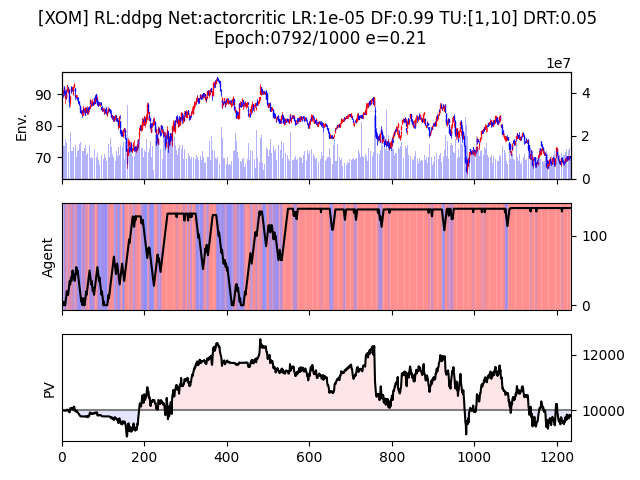 [XOM] RL:ddpg Net:actorcritic LR:1e-05 DF:0.99 TU:[1,10] DRT:0.05
Epoch:0792/1000 e=0.21
1e7
90
80
70
Env.
4
2
0
Agent
100
0
PV
12000
10000
0
200
400
600
800
1000
1200